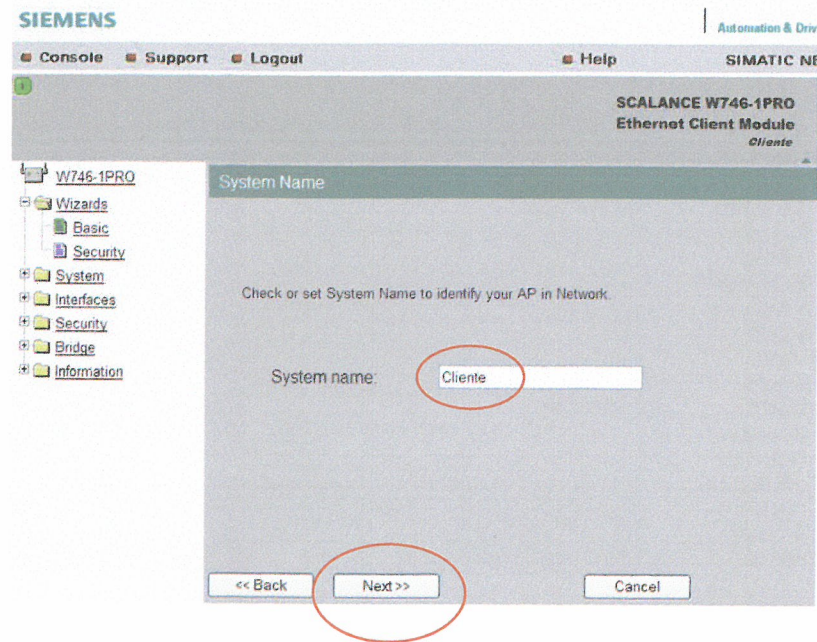 SIEMENS
Automation & Driv
Console Support Logout Help SIMATIC NE
SCALANCE W746-1PRO
Ethernet Client Module
Cliente
W746-1PRO
Wizards
Basic
Security
System
Interfaces
Security
Bridge
Information
System Name
Check or set System Name to identify your AP in Network.
System name: Cliente
<< Back Next >> Cancel